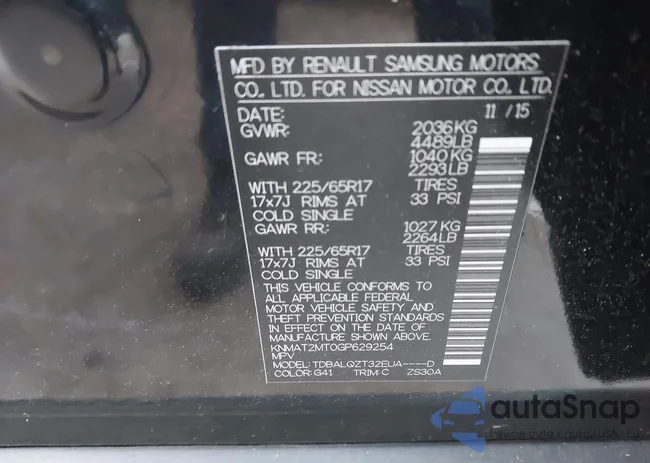 MFD BY RENAULT SAMSUNG MOTORS
CO., LTD. FOR NISSAN MOTOR CO., LTD.
DATE: 11 / 15
GVWR: 2036KG
4489LB
GAWR FR: 1040 KG
2293LB
WITH 225/65R17 TIRES
17x7J RIMS AT 33 PSI
COLD SINGLE
GAWR RR: 1027 KG
2264LB
WITH 225/65R17 TIRES
17x7J RIMS AT 33 PSI
COLD SINGLE
THIS VEHICLE CONFORMS TO
ALL APPLICABLE FEDERAL
MOTOR VEHICLE SAFETY AND
THEFT PREVENTION STANDARDS
IN EFFECT ON THE DATE OF
MANUFACTURE SHOWN ABOVE.
KNMAT2MT0GP629254
MPV
MODEL: TDBALQZT32EUA----D
COLOR: G41 TRIM: C ZS30A
autoSnap